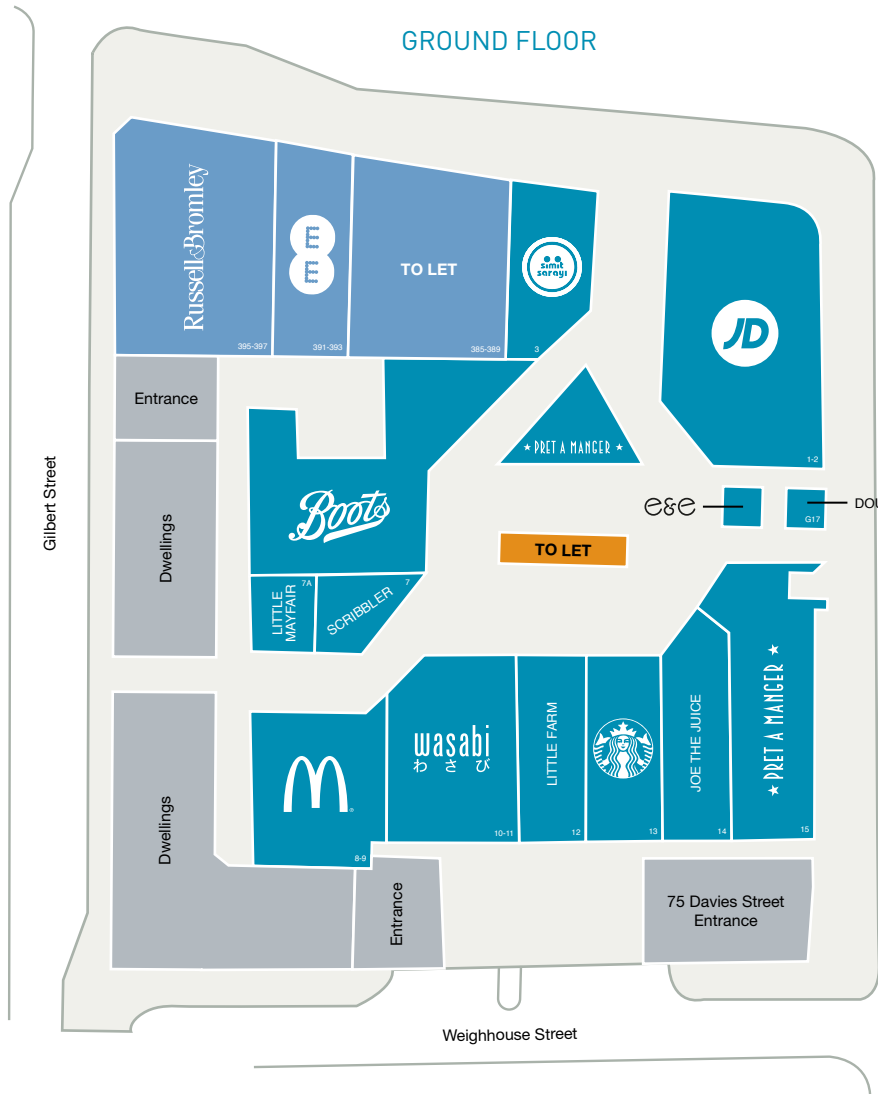 GROUND FLOOR
Russell&Bromley
395-397
E
E
391-393
TO LET
385-389
simit
sarayi
3
JD
1-2
Entrance
★ PRET A MANGER ★
Gilbert Street
Dwellings
Boots
e&e
G17
TO LET
LITTLE
MAYFAIR
7A
SCRIBBLER
7
Dwellings
M
8-9
wasabi
わさび
10-11
LITTLE FARM
12
13
JOE THE JUICE
14
★ PRET A MANGER ★
15
Entrance
75 Davies Street
Entrance
Weighhouse Street